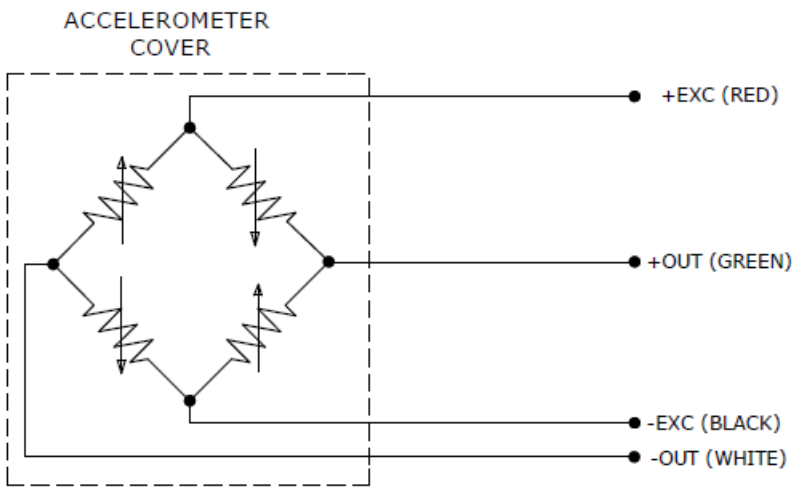 ACCELEROMETER
COVER
+EXC (RED)
+OUT (GREEN)
-EXC (BLACK)
-OUT (WHITE)